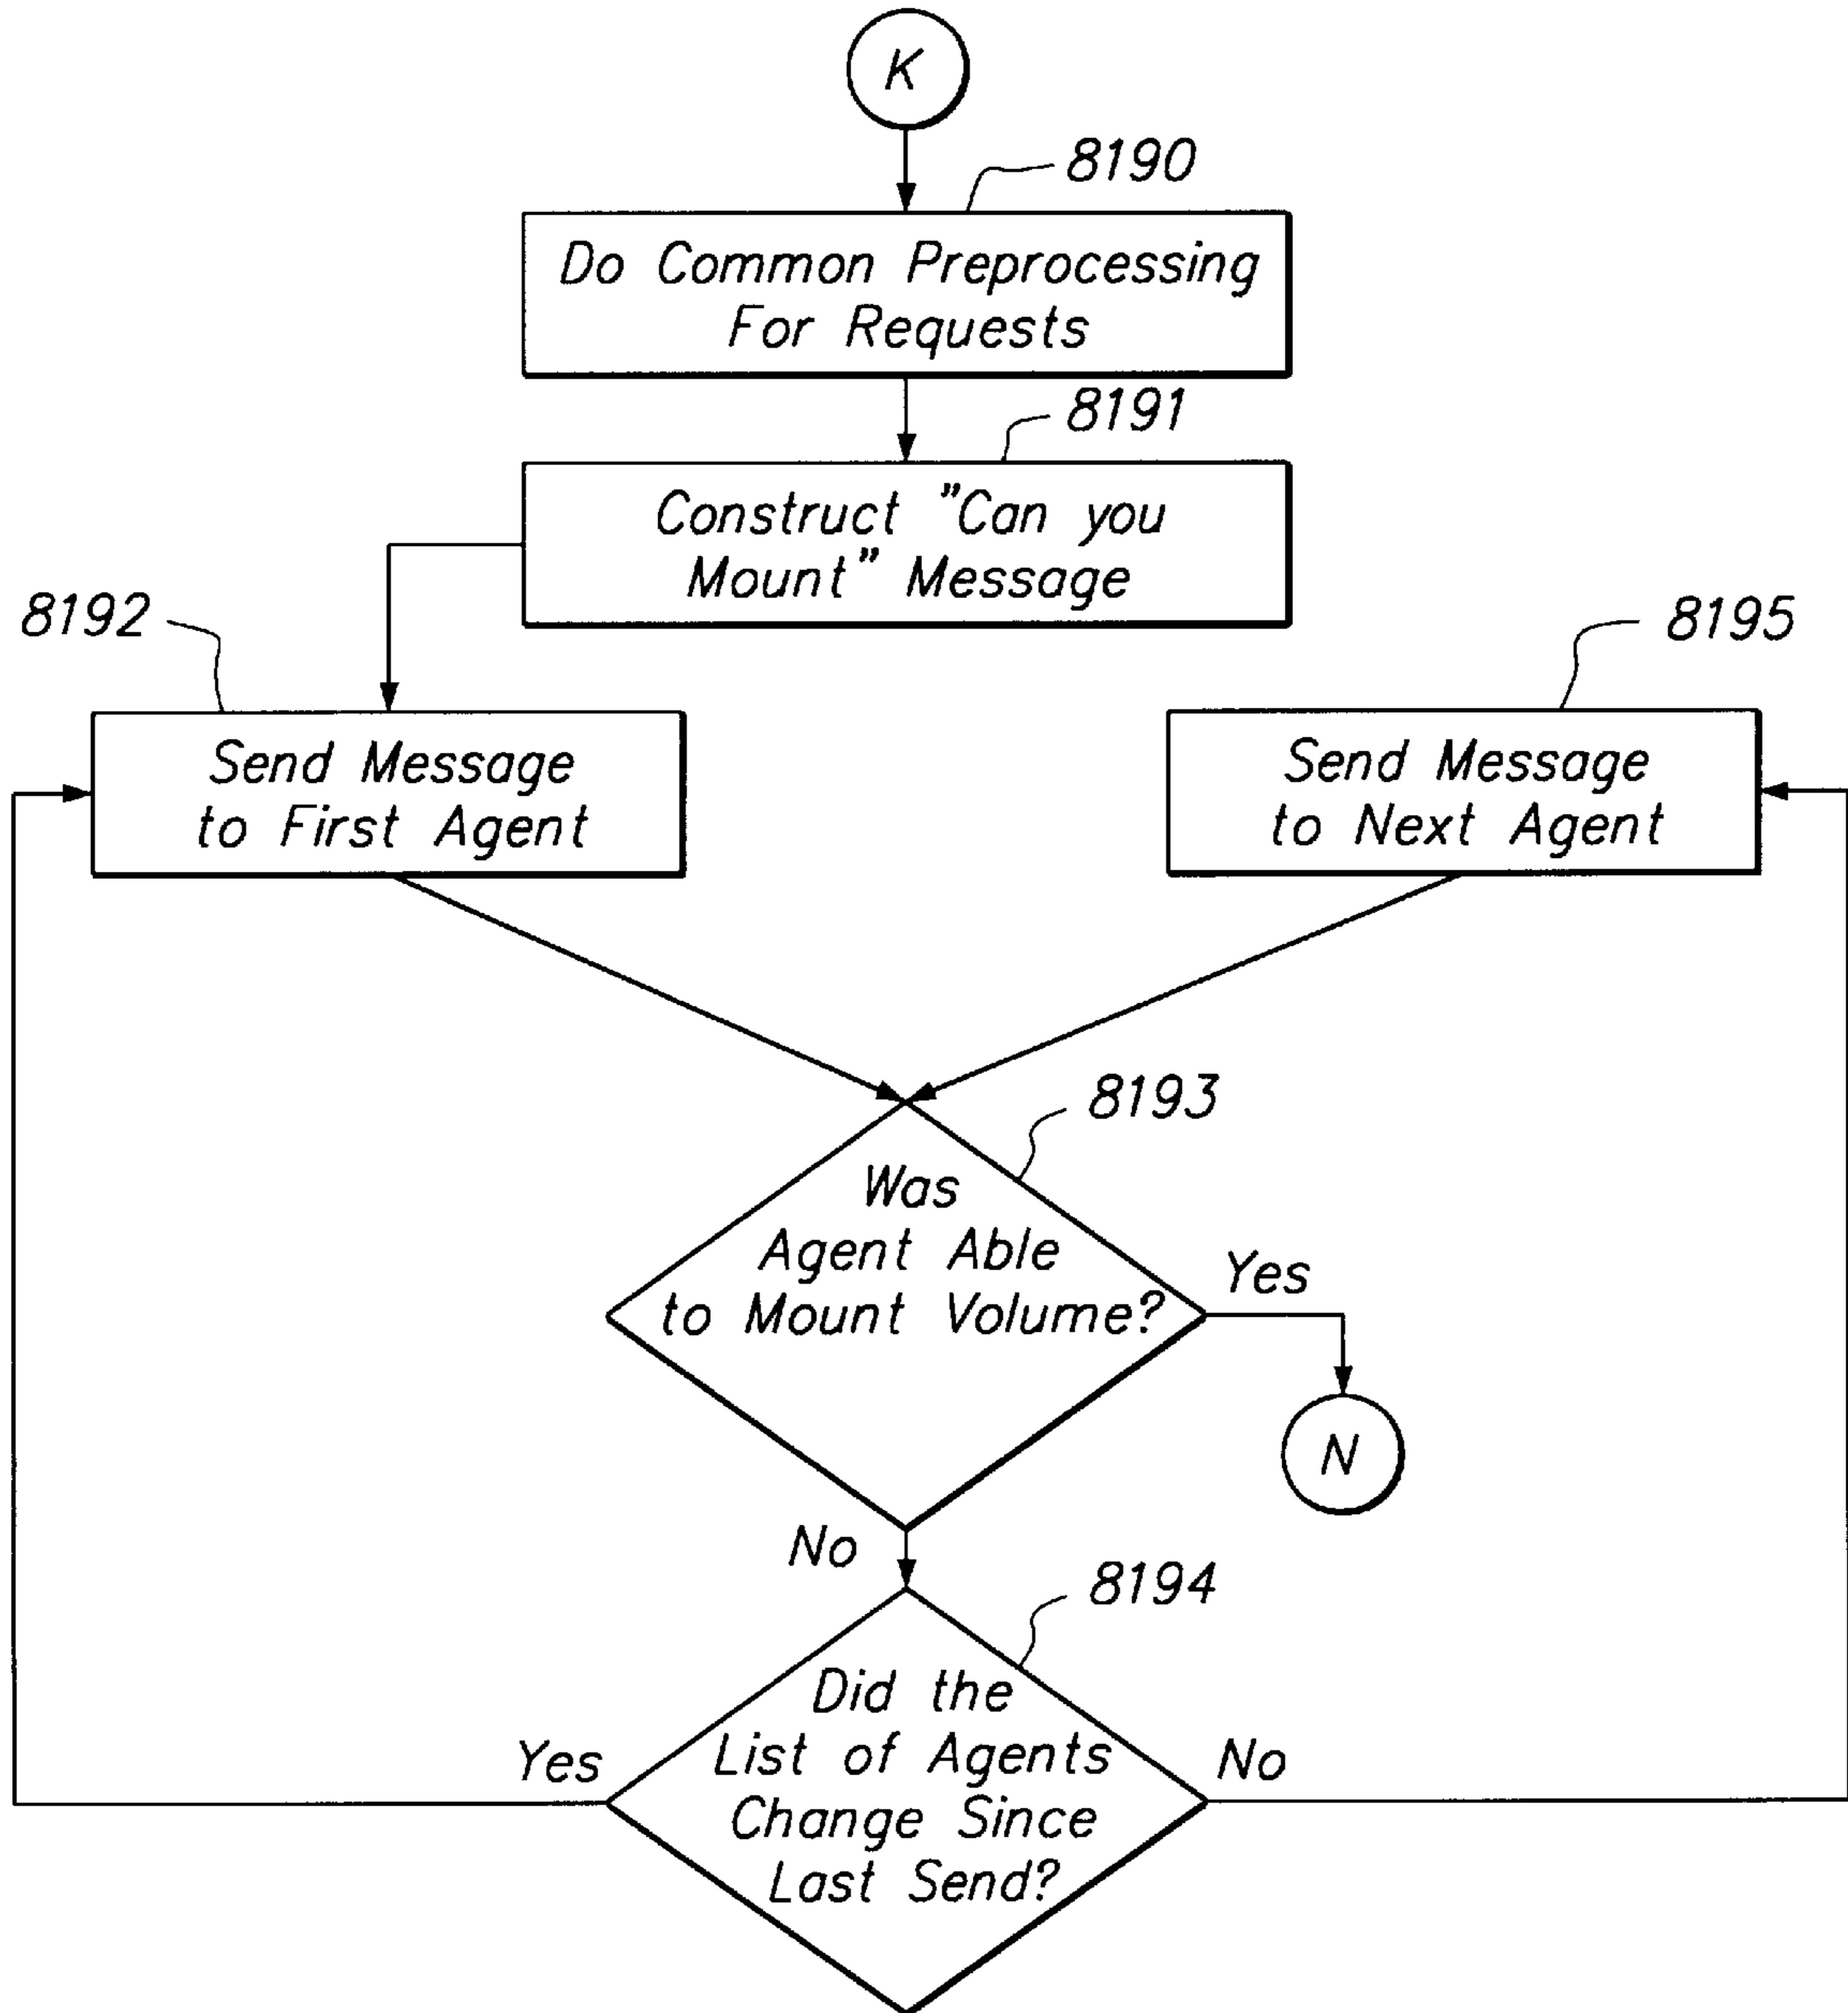 K
8190
Do Common Preprocessing
For Requests
8191
Construct "Can you
Mount" Message
8192
8195
Send Message
to First Agent
Send Message
to Next Agent
8193
Was
Agent Able
to Mount Volume?
Yes
N
No
8194
Did the
List of Agents
Change Since
Last Send?
Yes
No